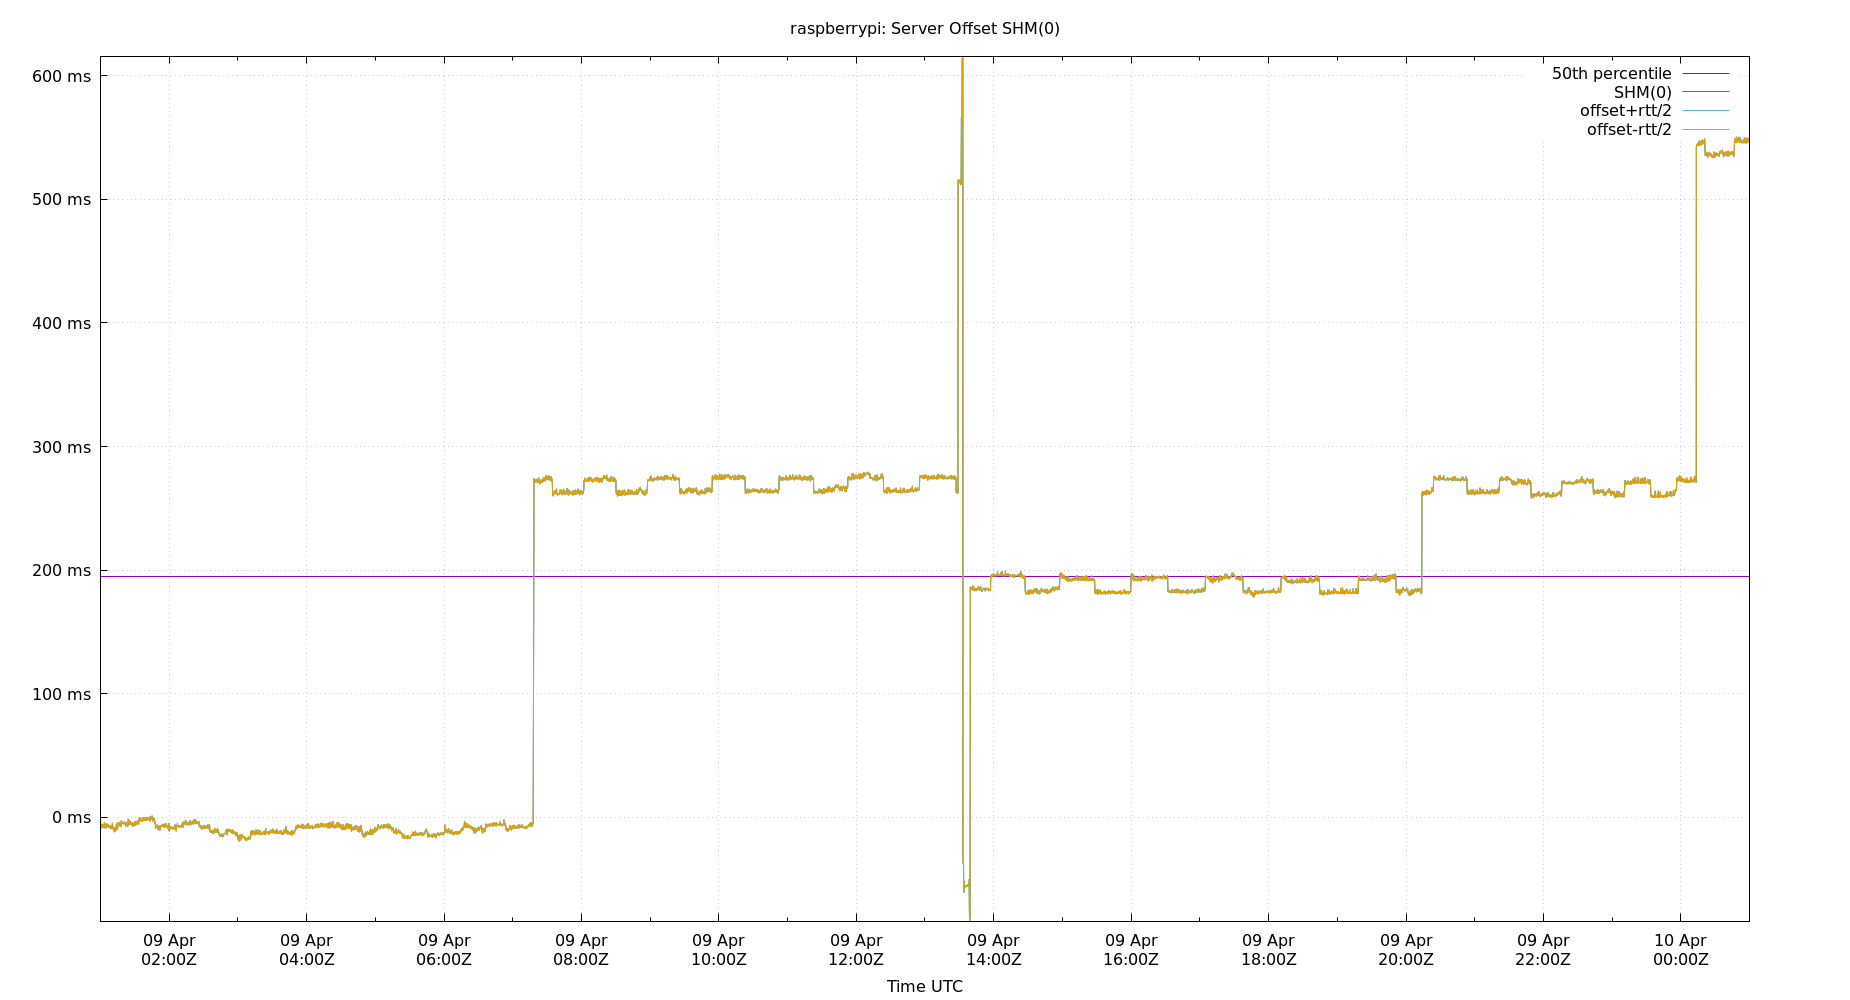 raspberrypi: Server Offset SHM(0)
600 ms
500 ms
400 ms
300 ms
200 ms
100 ms
0 ms
50th percentile
SHM(0)
offset+rtt/2
offset-rtt/2
09 Apr 09 Apr 09 Apr 09 Apr 09 Apr 09 Apr 09 Apr 09 Apr 09 Apr 09 Apr 09 Apr 10 Apr
02:00Z 04:00Z 06:00Z 08:00Z 10:00Z 12:00Z 14:00Z 16:00Z 18:00Z 20:00Z 22:00Z 00:00Z
Time UTC